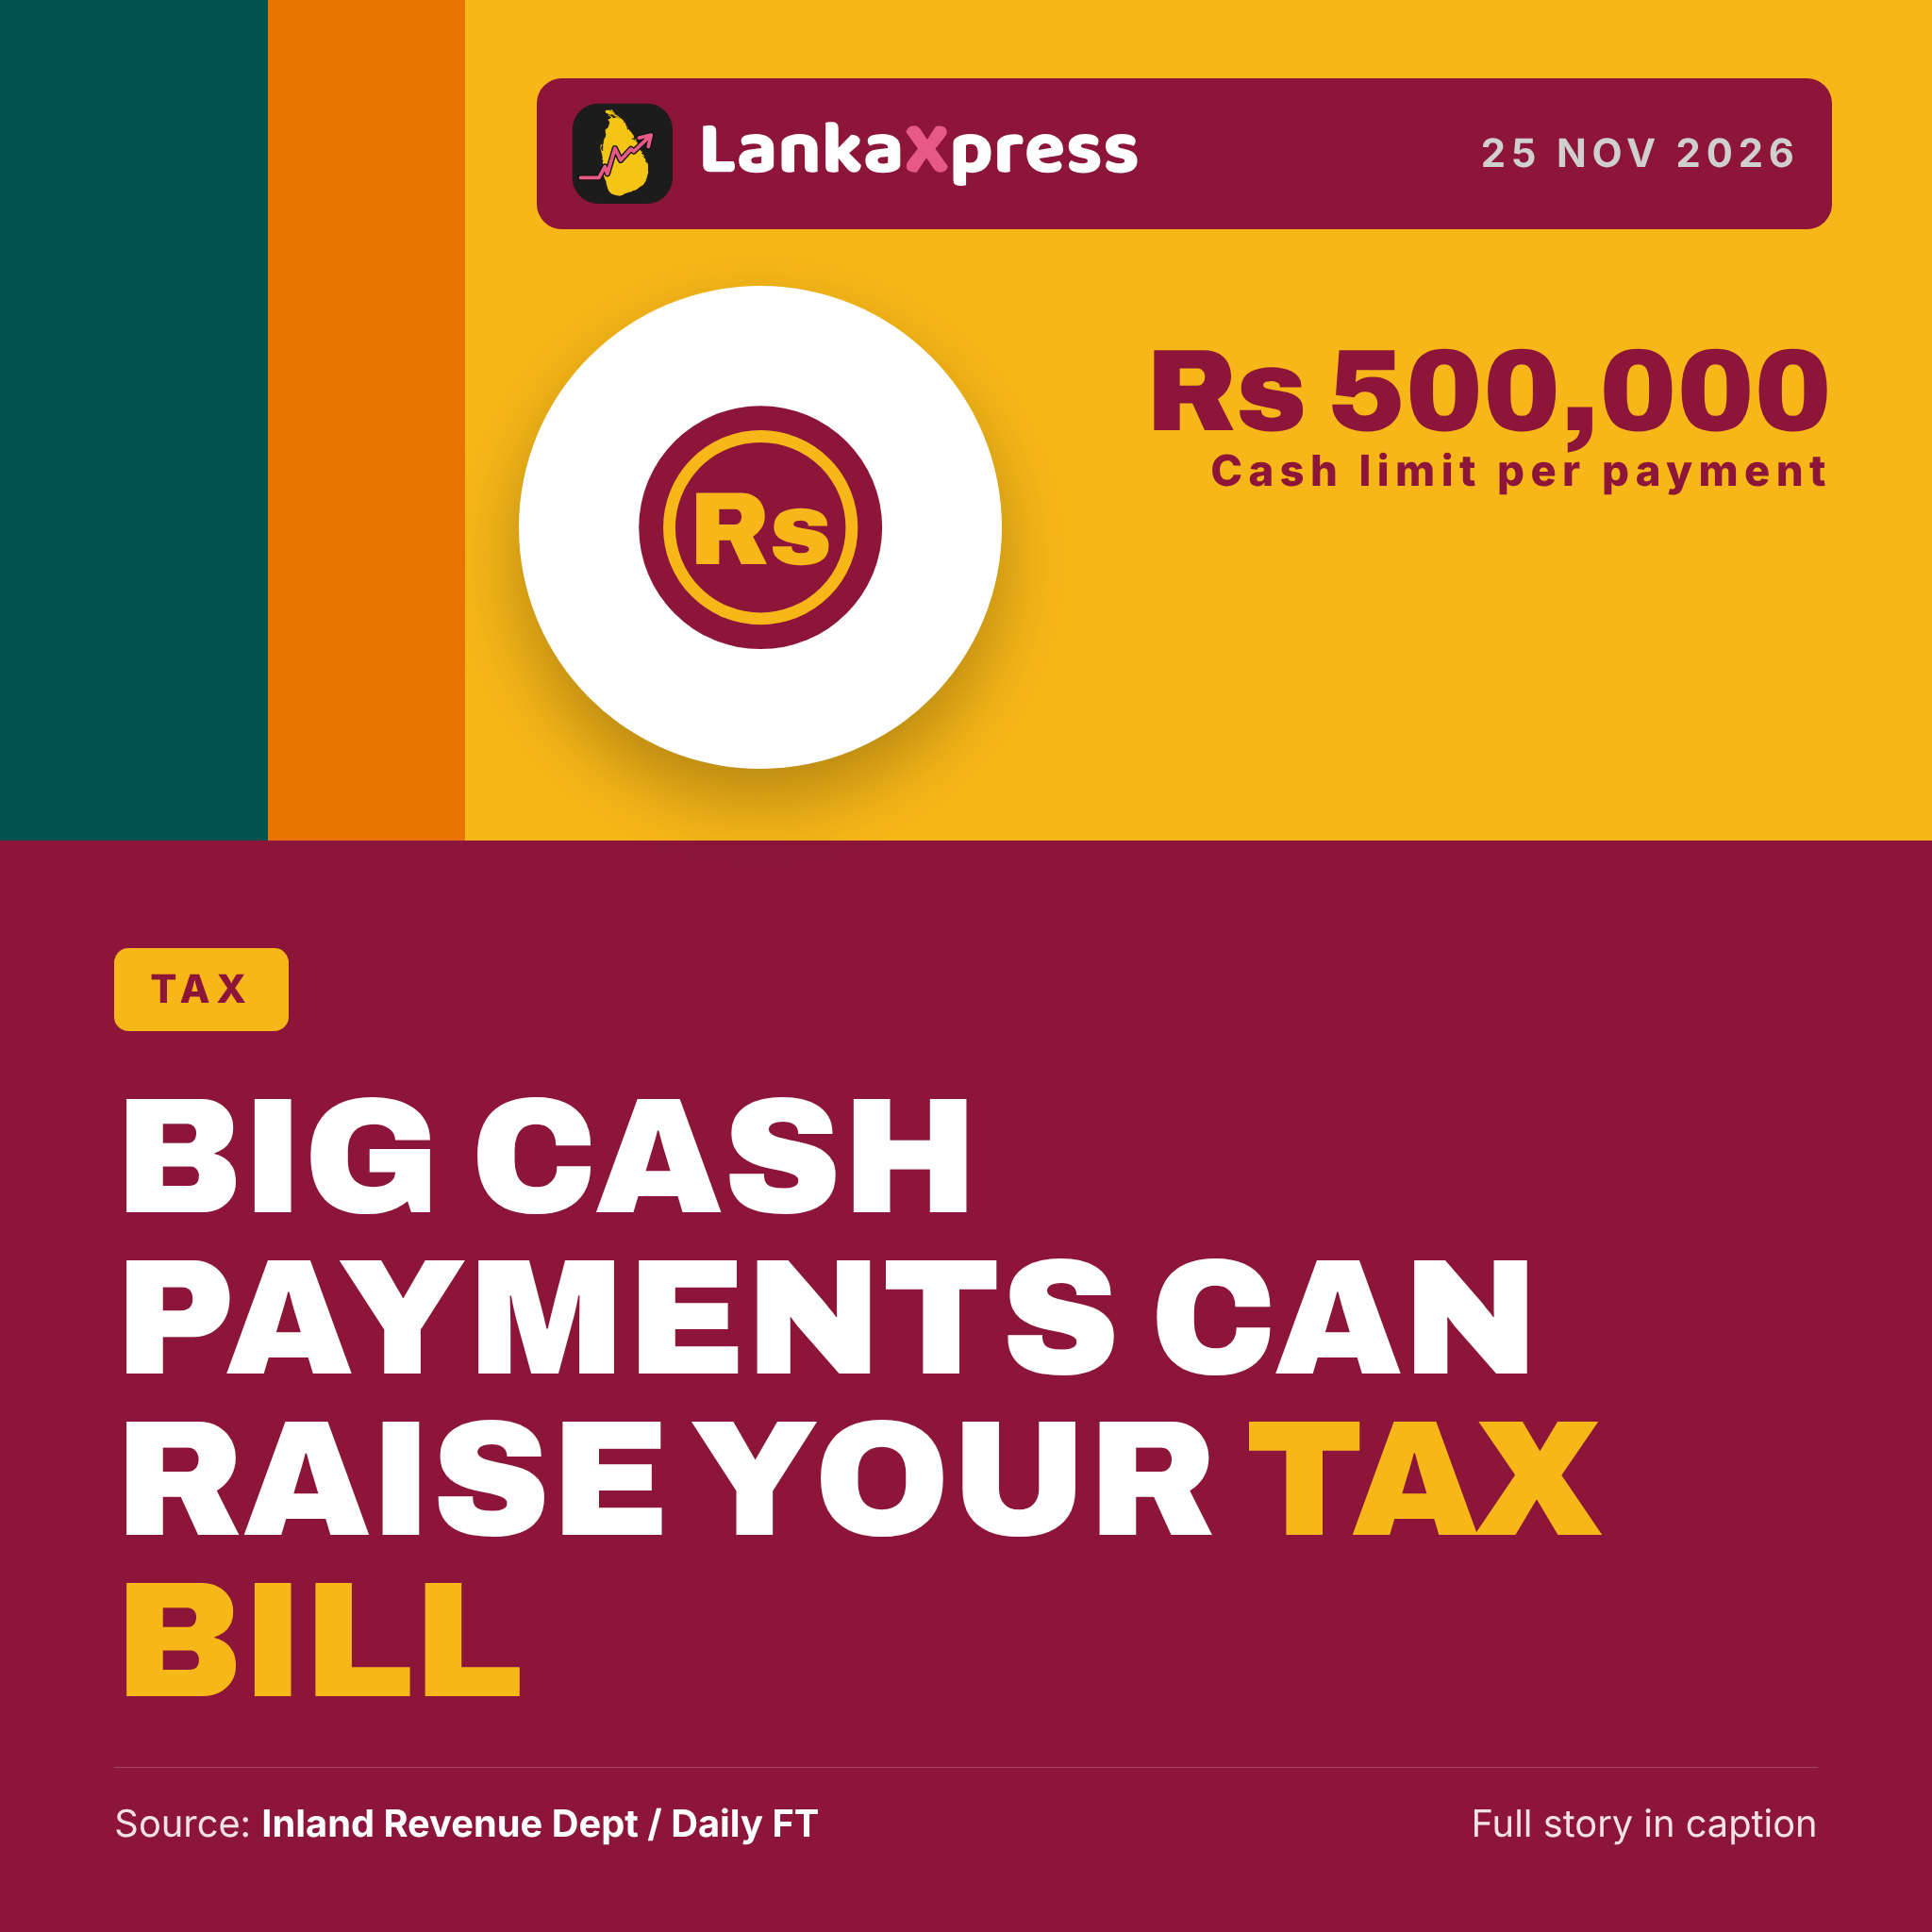 LankaXpress
25 NOV 2026
Rs 500,000
Cash limit per payment
Rs
TAX
BIG CASH
PAYMENTS CAN
RAISE YOUR TAX
BILL
Source: Inland Revenue Dept / Daily FT
Full story in caption